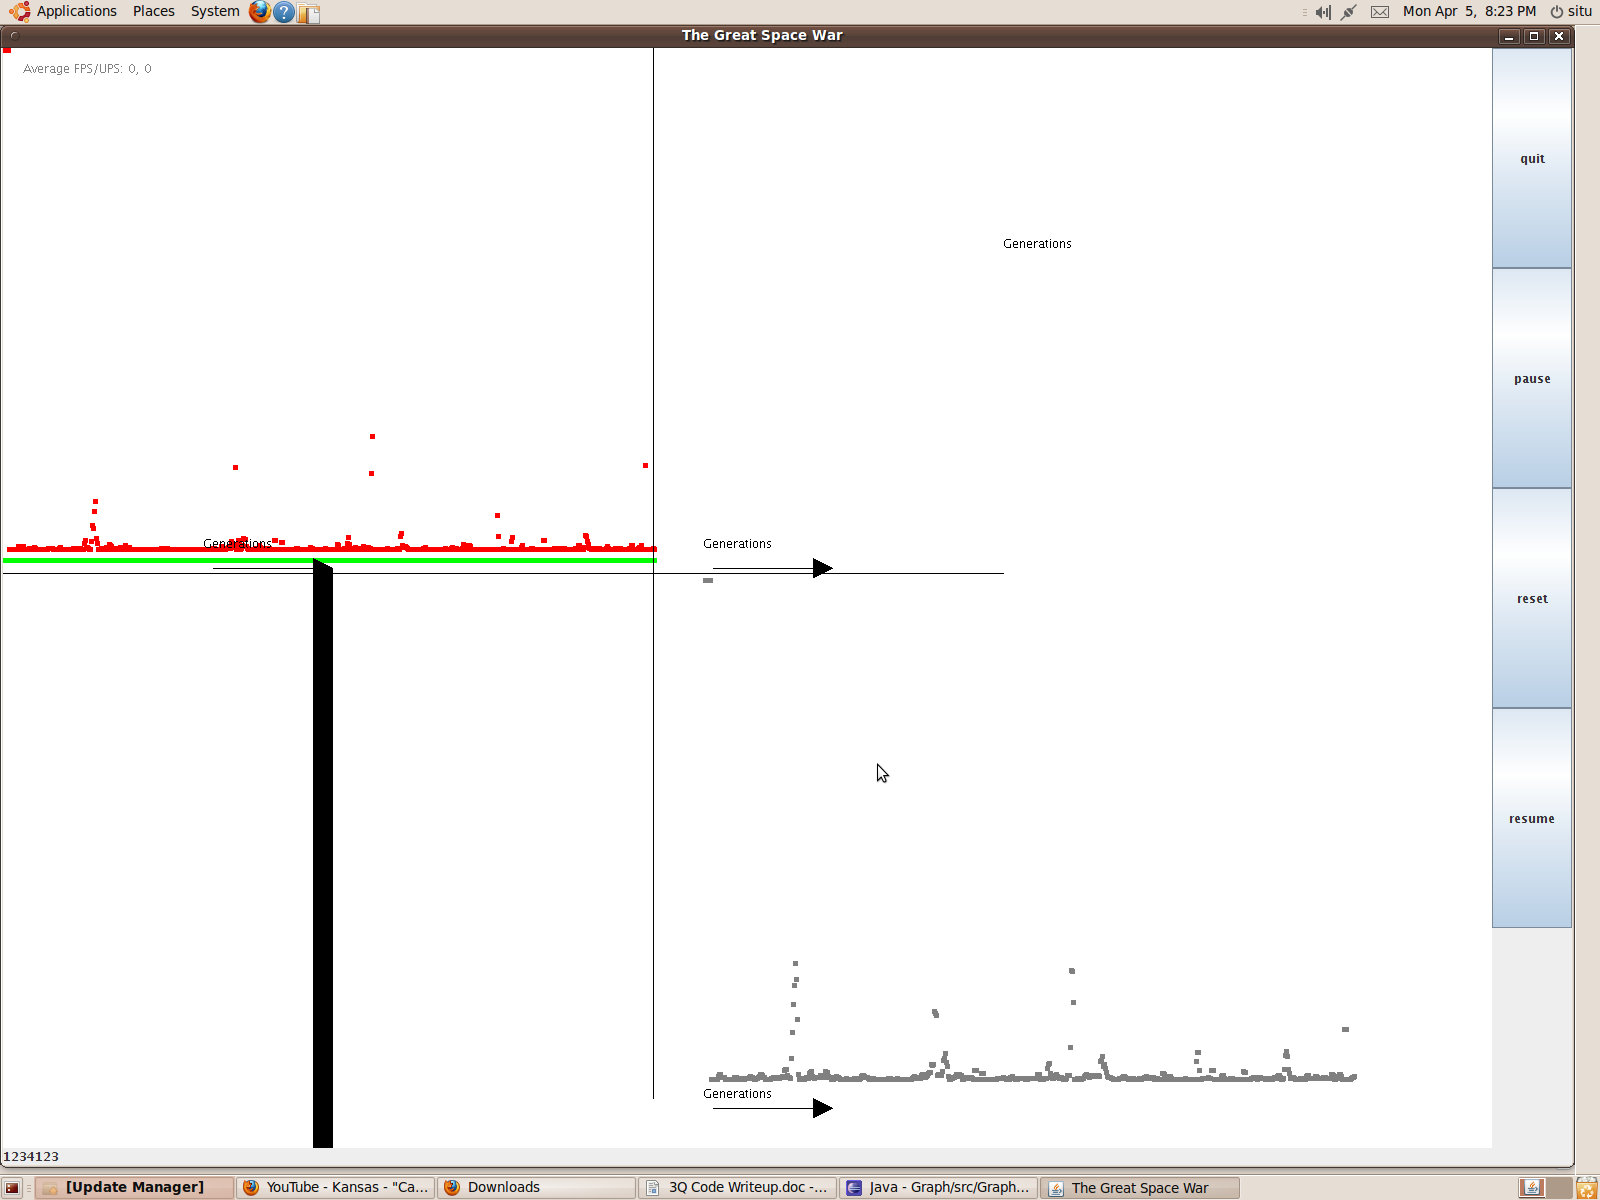 Applications Places System Mon Apr 5, 8:23 PM situ
The Great Space War
Average FPS/UPS: 0, 0
quit
Generations
pause
Generations
Generations
reset
resume
Generations
1234123
[Update Manager] YouTube - Kansas - "Ca... Downloads 3Q Code Writeup.doc -... Java - Graph/src/Graph... The Great Space War